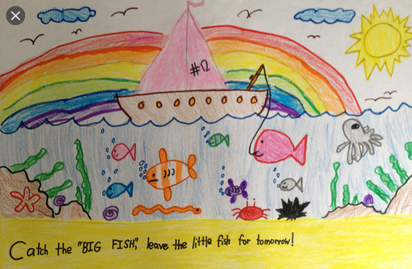 #12
Catch the "BIG FISH", leave the little fish for tomorrow!